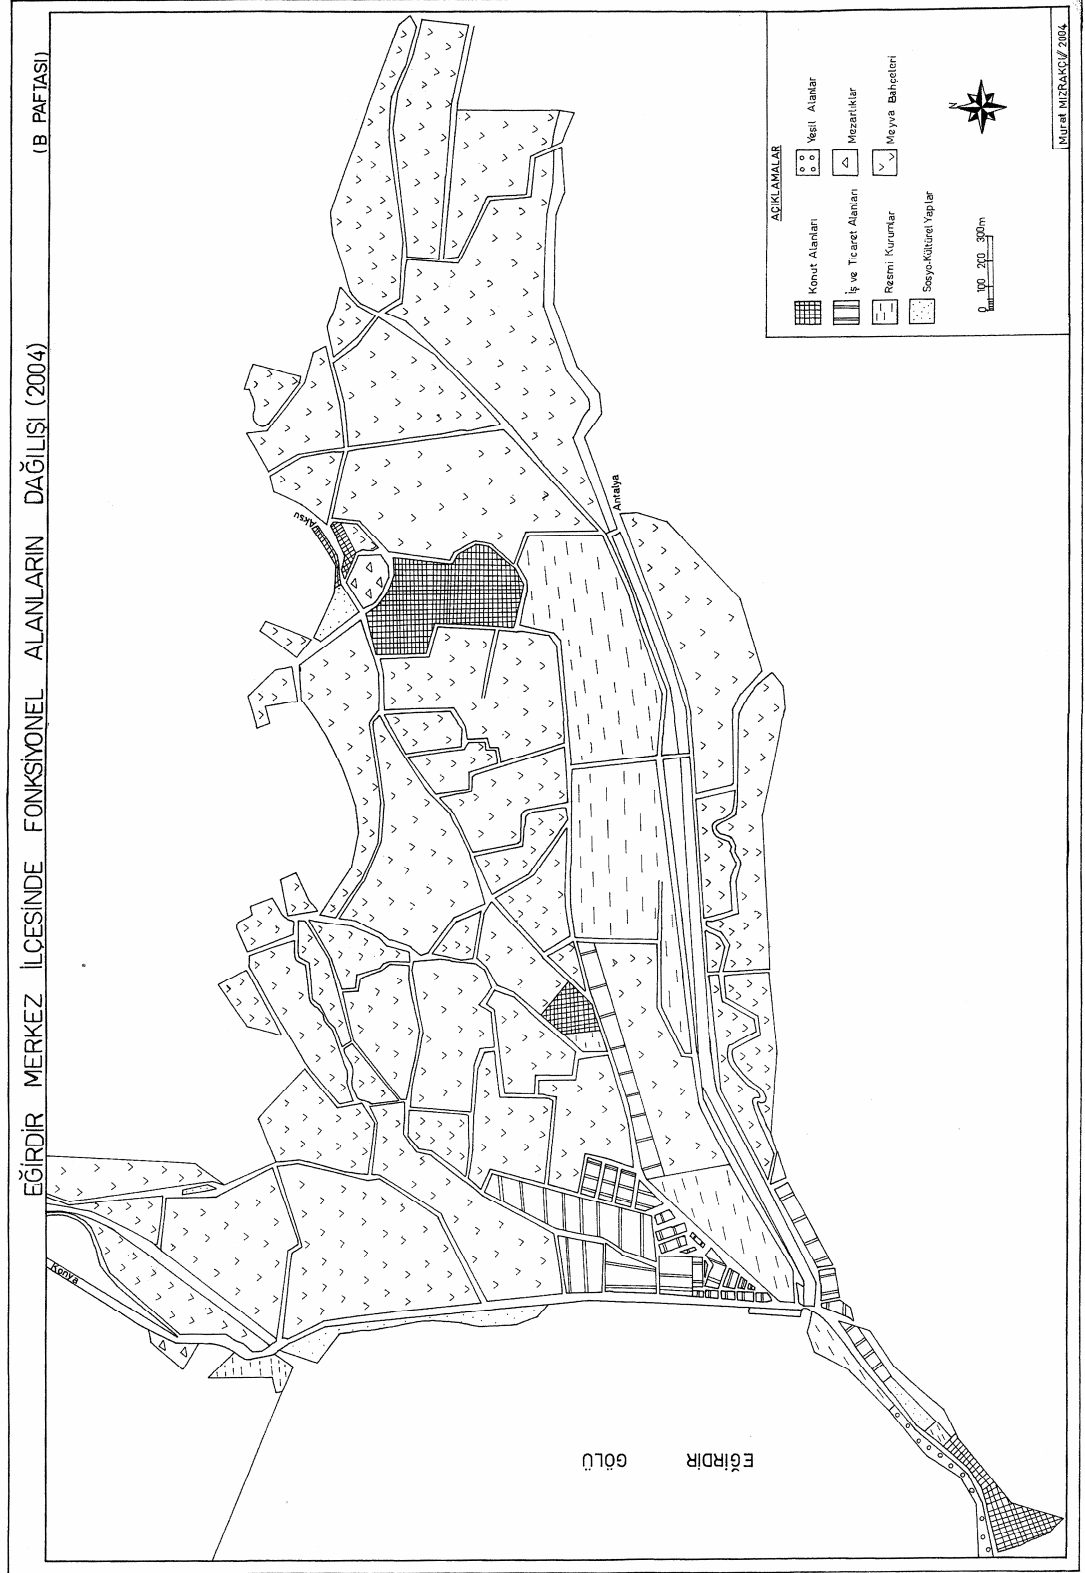 EĞİRDİR MERKEZ İLÇESİNDE FONKSİYONEL ALANLARIN DAĞILIŞI (2004)
(B PAFTASI)
Konya
Aksu
Antalya
EĞİRDİR
GÖLÜ
AÇIKLAMALAR
Konut Alanları
İş ve Ticaret Alanları
Resmi Kurumlar
Sosyo-Kültürel Yapılar
Yeşil Alanlar
Mezarlıklar
Meyva Bahçeleri
N
0 100 200 300m
Murat MIZRAKÇI/ 2004